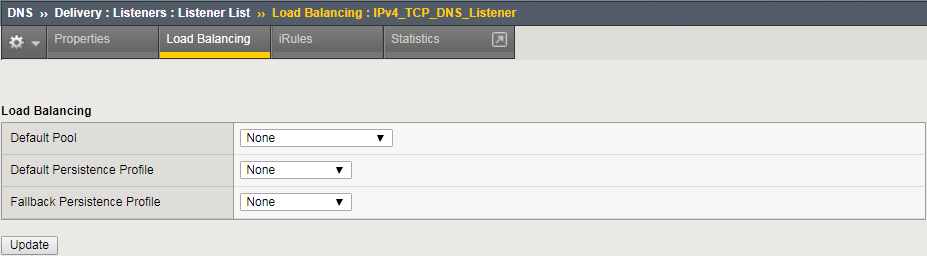 DNS ›› Delivery : Listeners : Listener List ›› Load Balancing : IPv4_TCP_DNS_Listener
Properties Load Balancing iRules Statistics
Load Balancing
Default Pool None
Default Persistence Profile None
Fallback Persistence Profile None
Update